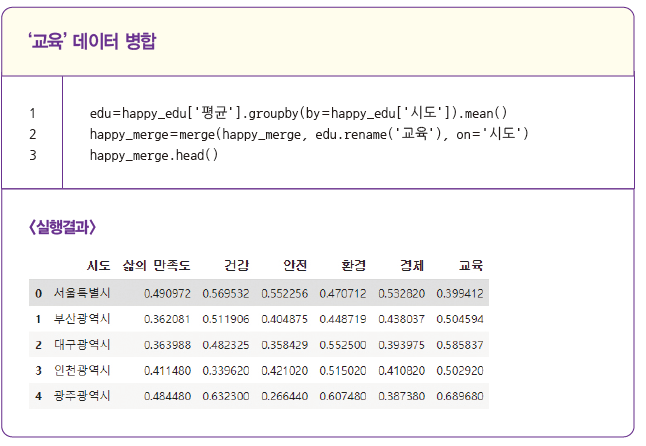 ‘교육’ 데이터 병합
1 edu=happy_edu['평균'].groupby(by=happy_edu['시도']).mean()
2 happy_merge=merge(happy_merge, edu.rename('교육'), on='시도')
3 happy_merge.head()
<실행결과>
시도 삶의 만족도 건강 안전 환경 경제 교육
0 서울특별시 0.490972 0.569532 0.552256 0.470712 0.532820 0.399412
1 부산광역시 0.362081 0.511906 0.404875 0.448719 0.438037 0.504594
2 대구광역시 0.363988 0.482325 0.358429 0.552500 0.393975 0.585837
3 인천광역시 0.411480 0.339620 0.421020 0.515020 0.410820 0.502920
4 광주광역시 0.484480 0.632300 0.266440 0.607480 0.387380 0.689680